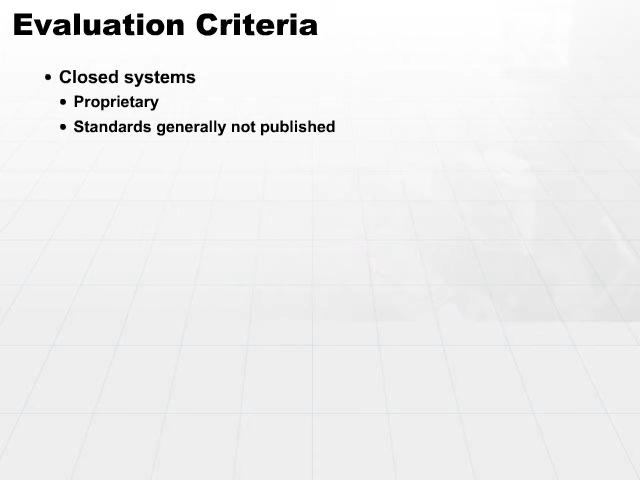 Evaluation Criteria
• Closed systems
• Proprietary
• Standards generally not published